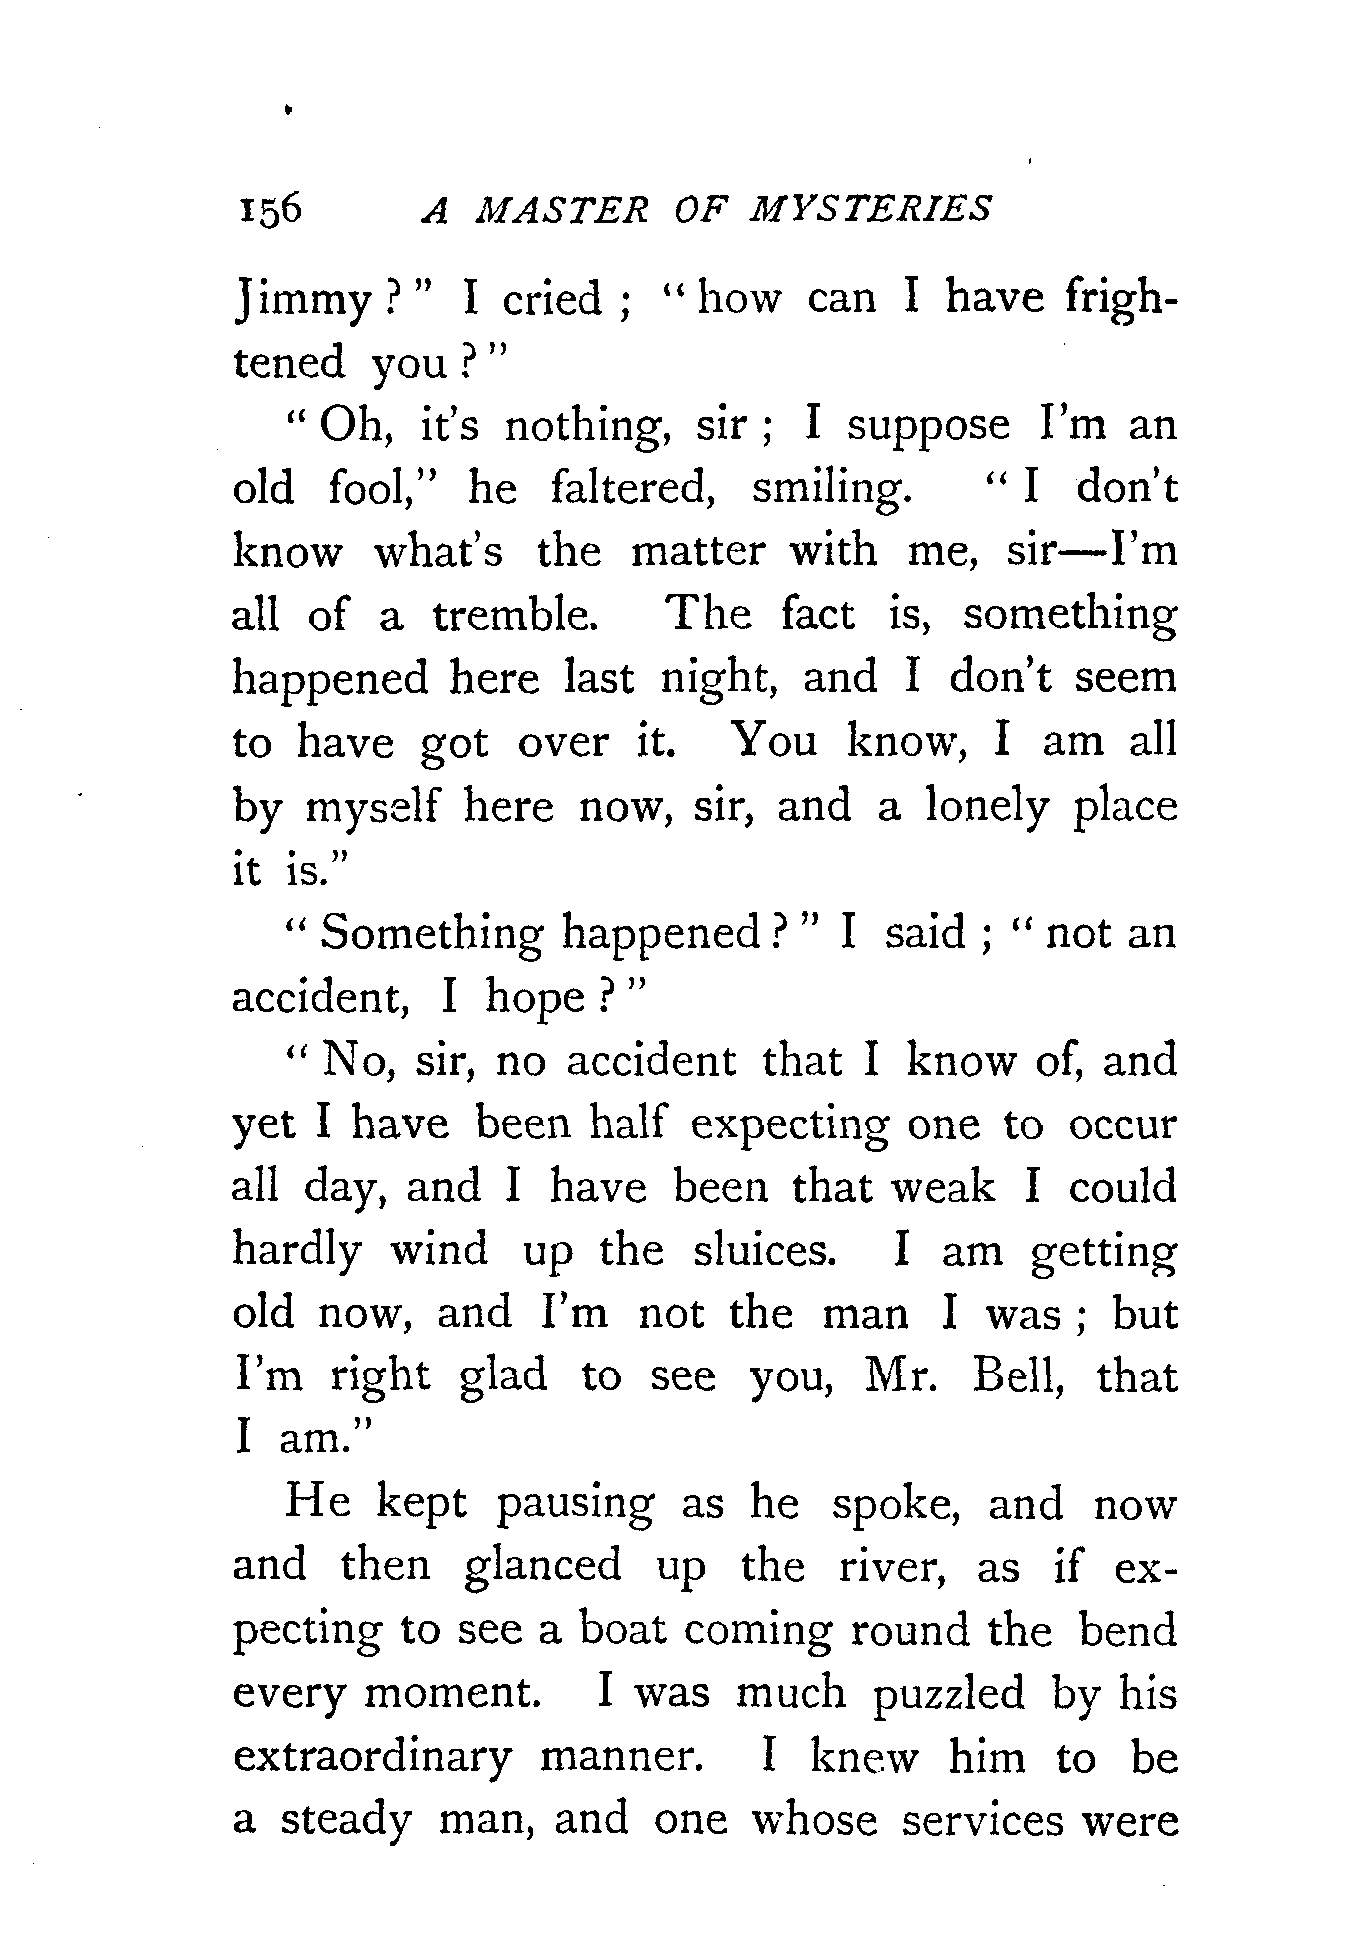 156 A MASTER OF MYSTERIES
Jimmy?" I cried; "how can I have frigh-
tened you?"
"Oh, it's nothing, sir; I suppose I'm an
old fool," he faltered, smiling. "I don't
know what's the matter with me, sir—I'm
all of a tremble. The fact is, something
happened here last night, and I don't seem
to have got over it. You know, I am all
by myself here now, sir, and a lonely place
it is."
"Something happened?" I said; "not an
accident, I hope?"
"No, sir, no accident that I know of, and
yet I have been half expecting one to occur
all day, and I have been that weak I could
hardly wind up the sluices. I am getting
old now, and I'm not the man I was; but
I'm right glad to see you, Mr. Bell, that
I am."
He kept pausing as he spoke, and now
and then glanced up the river, as if ex-
pecting to see a boat coming round the bend
every moment. I was much puzzled by his
extraordinary manner. I knew him to be
a steady man, and one whose services were